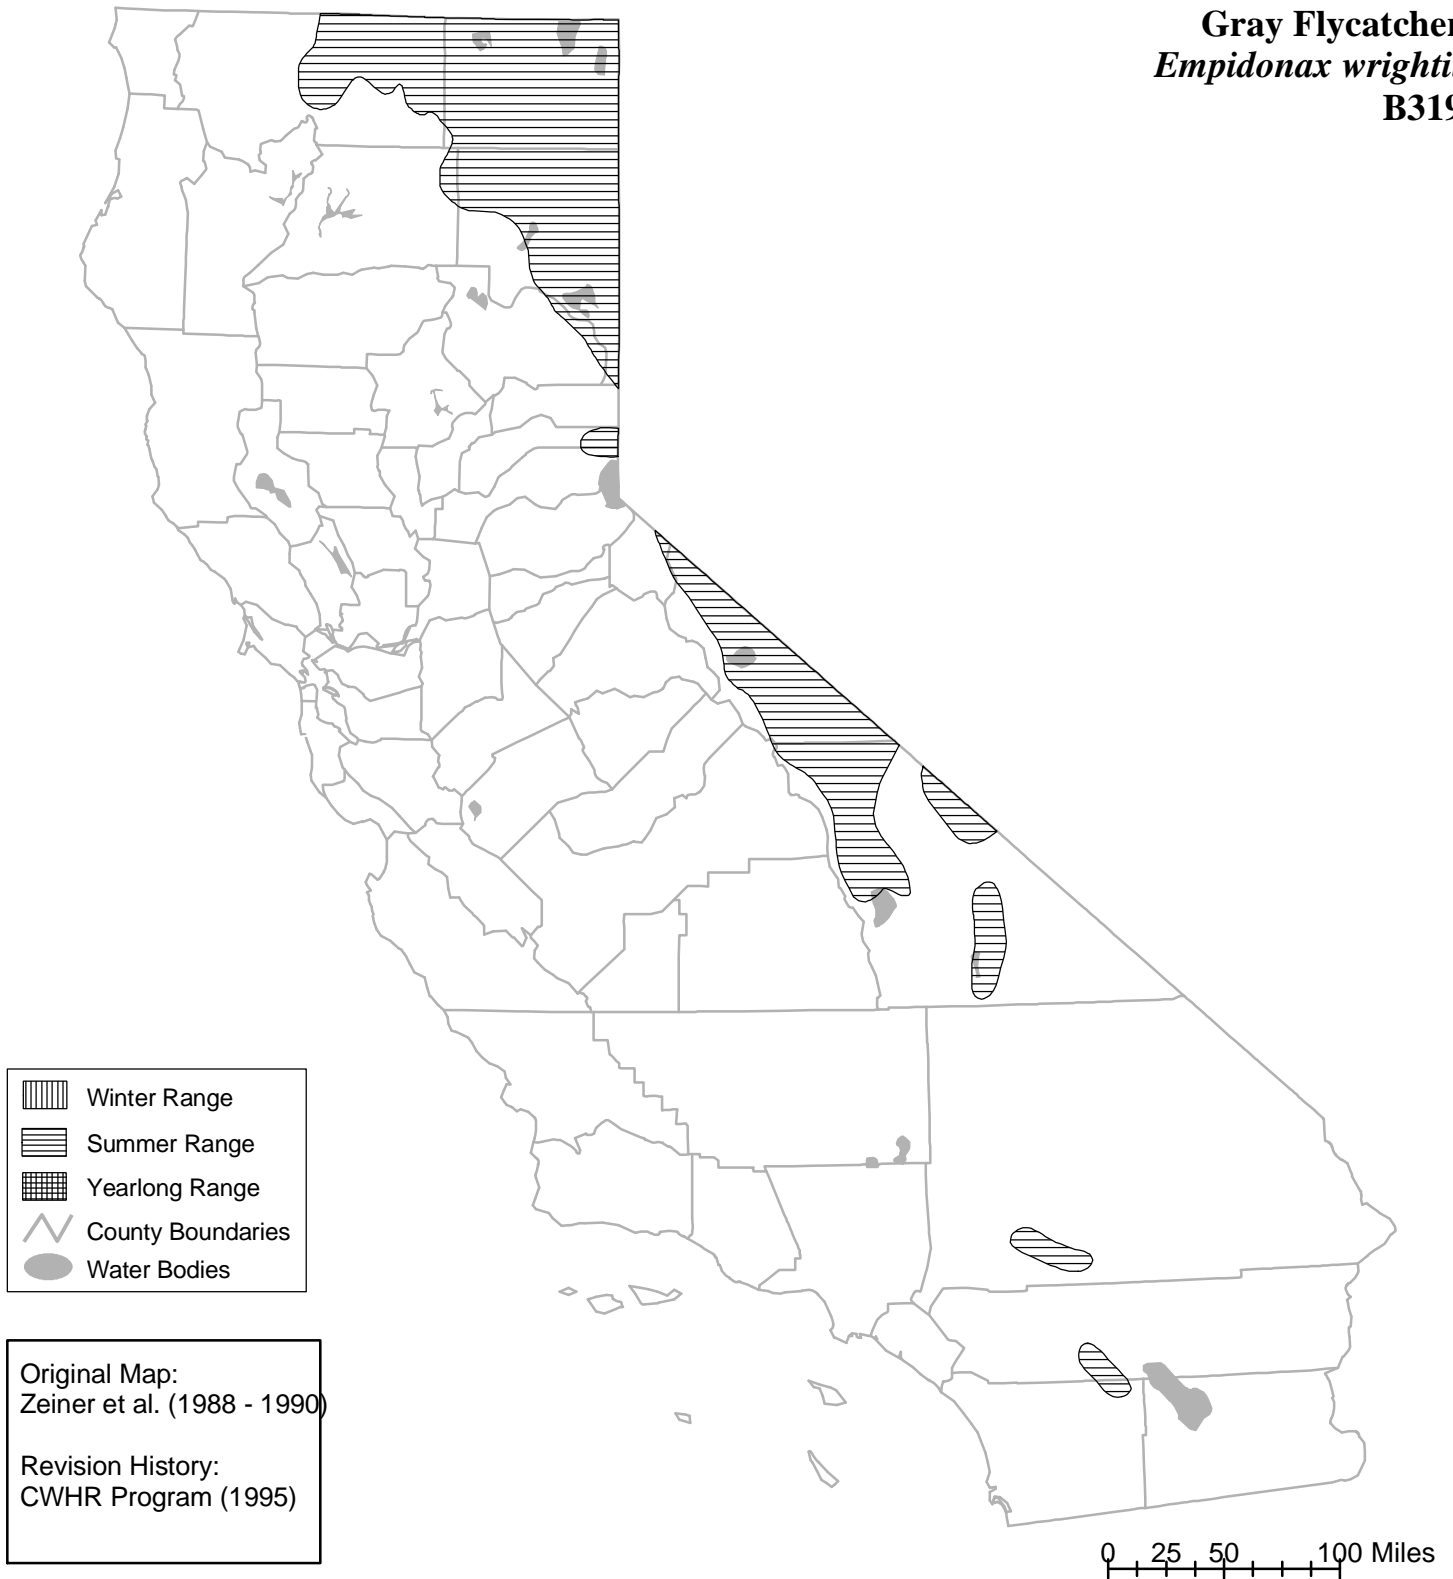 Gray Flycatcher
Empidonax wrightii
B319
Winter Range
Summer Range
Yearlong Range
County Boundaries
Water Bodies
Original Map:
Zeiner et al. (1988 - 1990)
Revision History:
CWHR Program (1995)
0 25 50 100 Miles